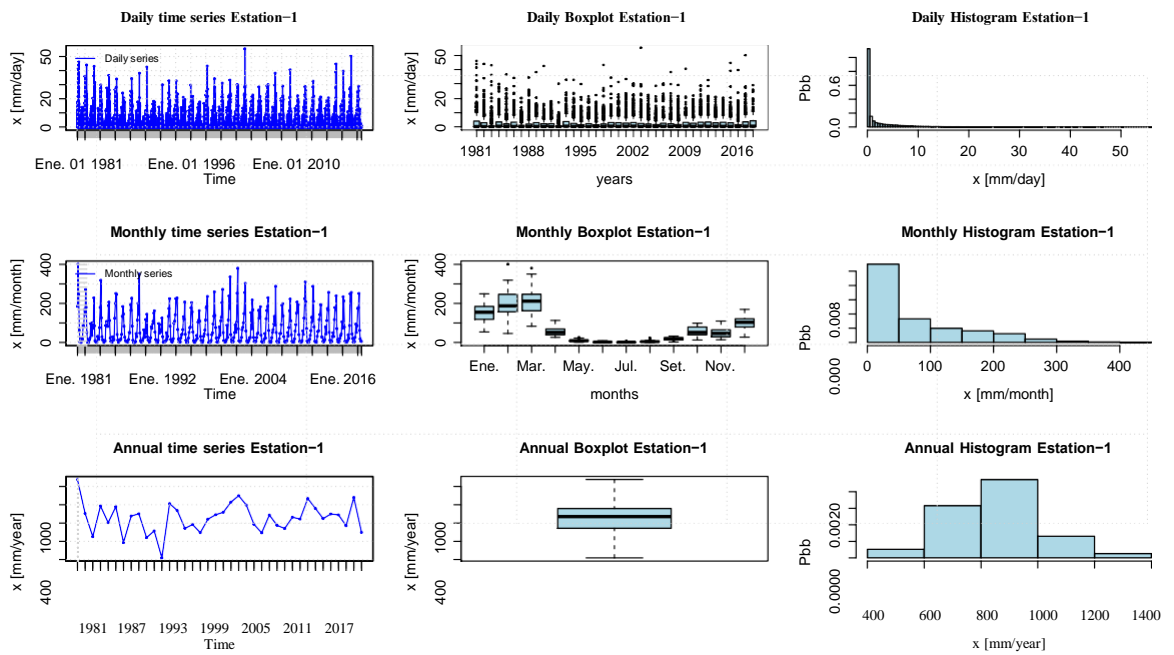 Daily time series Estation−1
x [mm/day]
50
20
0
Daily series
Ene. 01 1981 Ene. 01 1996 Ene. 01 2010
Time
Daily Boxplot Estation−1
x [mm/day]
50
20
0
1981 1988 1995 2002 2009 2016
years
Daily Histogram Estation−1
Pbb
0.6
0.0
0 10 20 30 40 50
x [mm/day]
Monthly time series Estation−1
x [mm/month]
400
200
0
Monthly series
Ene. 1981 Ene. 1992 Ene. 2004 Ene. 2016
Time
Monthly Boxplot Estation−1
x [mm/month]
400
200
0
Ene. Mar. May. Jul. Set. Nov.
months
Monthly Histogram Estation−1
Pbb
0.008
0.000
0 100 200 300 400
x [mm/month]
Annual time series Estation−1
x [mm/year]
1000
400
1981 1987 1993 1999 2005 2011 2017
Time
Annual Boxplot Estation−1
x [mm/year]
1000
400
Annual Histogram Estation−1
Pbb
0.0020
0.0000
400 600 800 1000 1200 1400
x [mm/year]